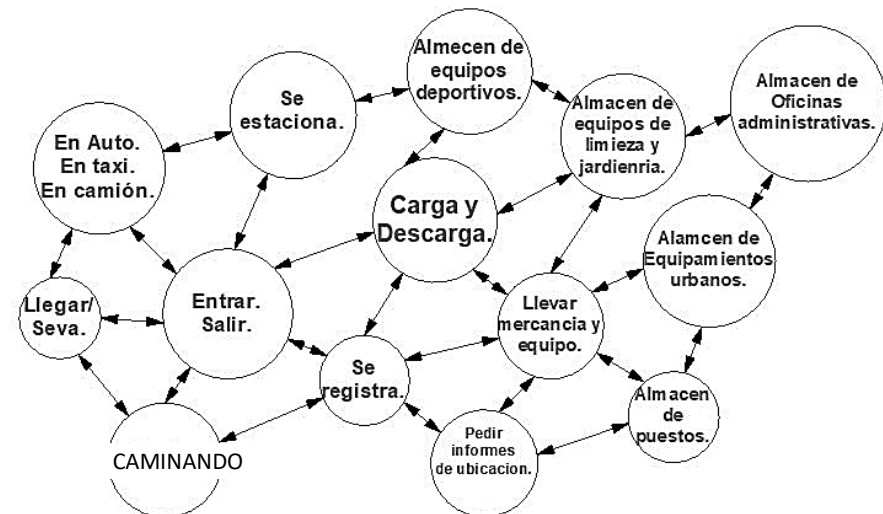 Almecen de
equipos
deportivos.
Almacen de
Oficinas
administrativas.
Se
estaciona.
Almacen de
equipos de
limieza y
jardienria.
En Auto.
En taxi.
En camión.
Carga y
Descarga.
Alamcen de
Equipamientos
urbanos.
Llegar/
Seva.
Entrar.
Salir.
Llevar
mercancia y
equipo.
Se
registra.
Almacen
de
puestos.
Pedir
informes
de ubicacion.
CAMINANDO